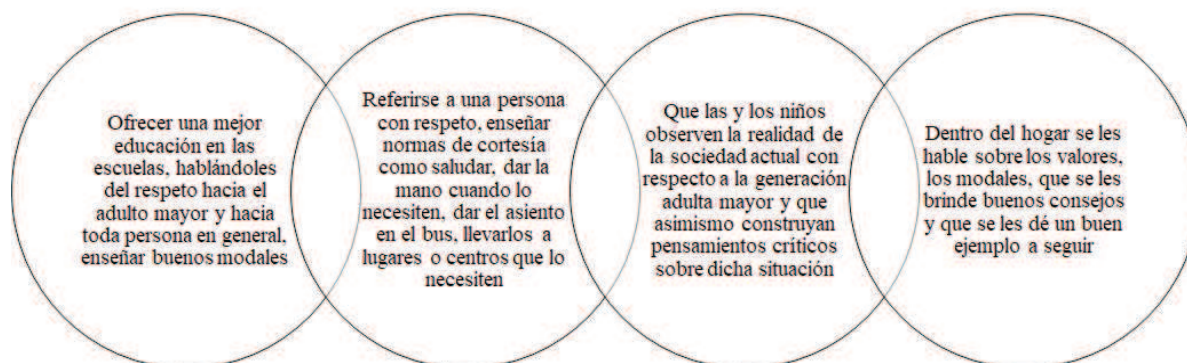 Ofrecer una mejor
educación en las
escuelas, hablándoles
del respeto hacia el
adulto mayor y hacia
toda persona en general,
enseñar buenos modales
Referirse a una persona
con respeto, enseñar
normas de cortesía
como saludar, dar la
mano cuando lo
necesiten, dar el asiento
en el bus, llevarlos a
lugares o centros que lo
necesiten
Que las y los niños
observen la realidad de
la sociedad actual con
respecto a la generación
adulta mayor y que
asimismo construyan
pensamientos críticos
sobre dicha situación
Dentro del hogar se les
hable sobre los valores,
los modales, que se les
brinde buenos consejos
y que se les dé un buen
ejemplo a seguir